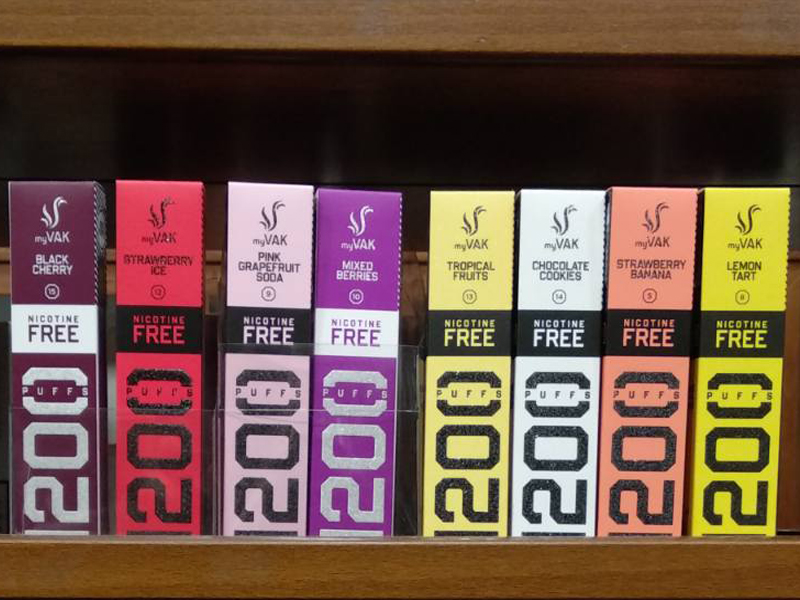 myVAK
BLACK
CHERRY
15
NICOTINE
FREE
1200
PUFFS
myVAK
STRAWBERRY
ICE
12
NICOTINE
FREE
1200
PUFFS
myVAK
PINK
GRAPEFRUIT
SODA
9
NICOTINE
FREE
1200
PUFFS
myVAK
MIXED
BERRIES
10
NICOTINE
FREE
1200
PUFFS
myVAK
TROPICAL
FRUITS
13
NICOTINE
FREE
1200
PUFFS
myVAK
CHOCOLATE
COOKIES
14
NICOTINE
FREE
1200
PUFFS
myVAK
STRAWBERRY
BANANA
5
NICOTINE
FREE
1200
PUFFS
myVAK
LEMON
TART
8
NICOTINE
FREE
1200
PUFFS